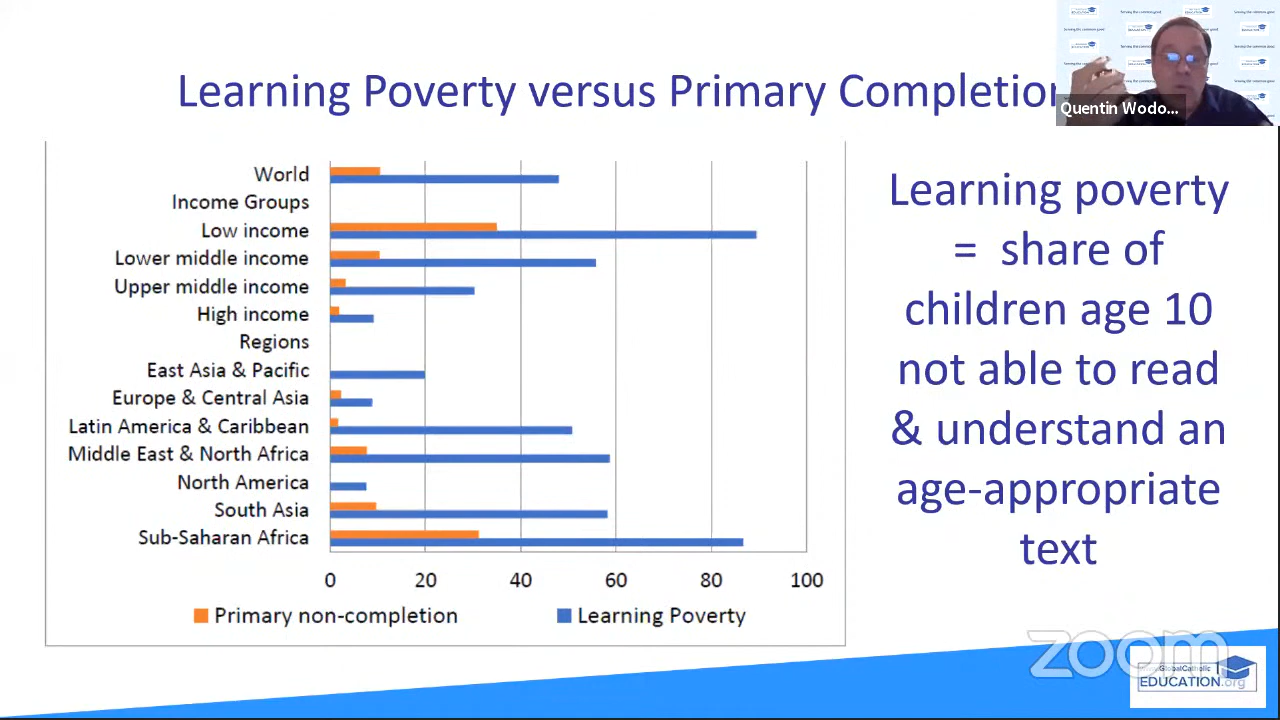 Learning Poverty versus Primary Completion
Quentin Wodo...
World
Income Groups
Low income
Lower middle income
Upper middle income
High income
Regions
East Asia & Pacific
Europe & Central Asia
Latin America & Caribbean
Middle East & North Africa
North America
South Asia
Sub-Saharan Africa
0 20 40 60 80 100
Primary non-completion Learning Poverty
Learning poverty
= share of
children age 10
not able to read
& understand an
age-appropriate
text
zoom
GlobalCatholic
EDUCATION.org